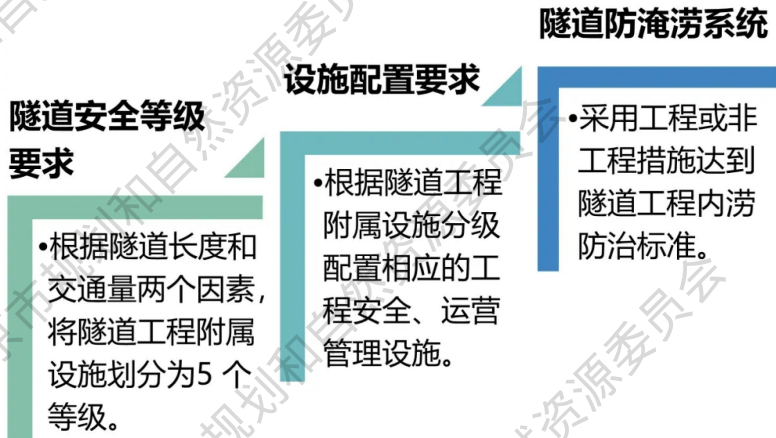 隧道安全等级
要求
•根据隧道长度和
交通量两个因素，
将隧道工程附属
设施划分为5 个
等级。
设施配置要求
•根据隧道工程
附属设施分级
配置相应的工
程安全、运营
管理设施。
隧道防淹涝系统
•采用工程或非
工程措施达到
隧道工程内涝
防治标准。